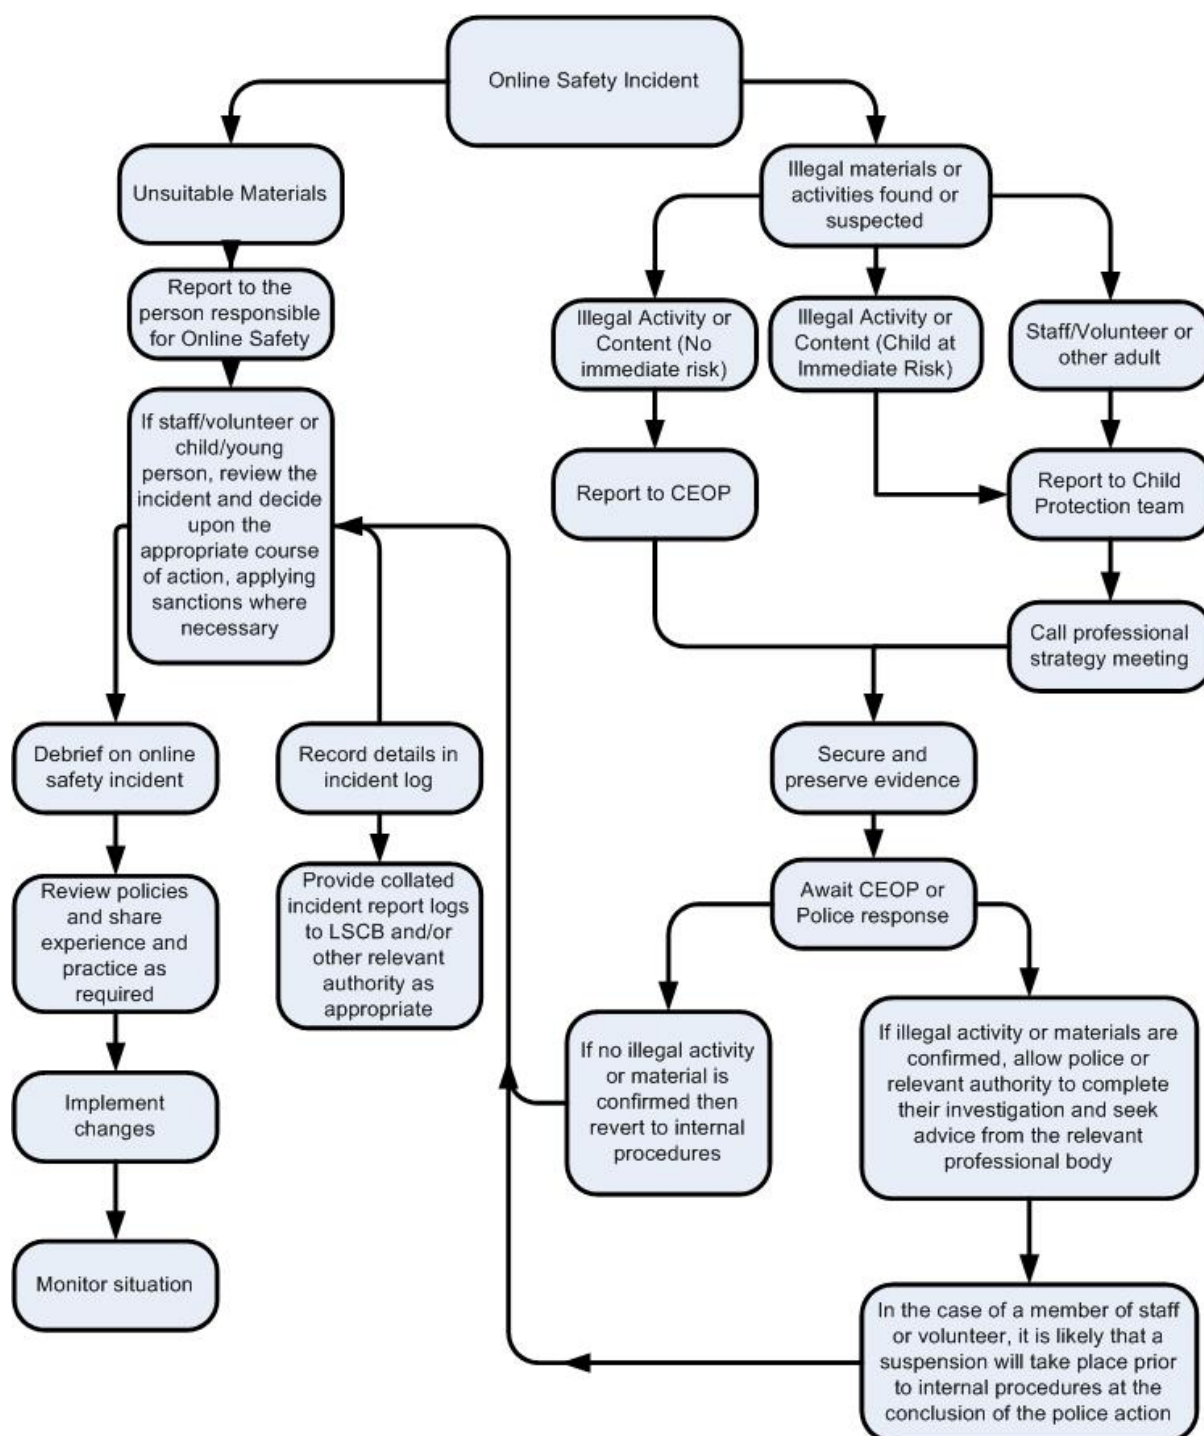 Online Safety Incident
Unsuitable Materials
Illegal materials or
activities found or
suspected
Report to the
person responsible
for Online Safety
Illegal Activity or
Content (No
immediate risk)
Illegal Activity or
Content (Child at
Immediate Risk)
Staff/Volunteer or
other adult
If staff/volunteer or
child/young
person, review the
incident and decide
upon the
appropriate course
of action, applying
sanctions where
necessary
Report to CEOP
Report to Child
Protection team
Call professional
strategy meeting
Debrief on online
safety incident
Record details in
incident log
Secure and
preserve evidence
Review policies
and share
experience and
practice as
required
Provide collated
incident report logs
to LSCB and/or
other relevant
authority as
appropriate
Await CEOP or
Police response
If no illegal activity
or material is
confirmed then
revert to internal
procedures
If illegal activity or materials are
confirmed, allow police or
relevant authority to complete
their investigation and seek
advice from the relevant
professional body
Implement
changes
Monitor situation
In the case of a member of staff
or volunteer, it is likely that a
suspension will take place prior
to internal procedures at the
conclusion of the police action